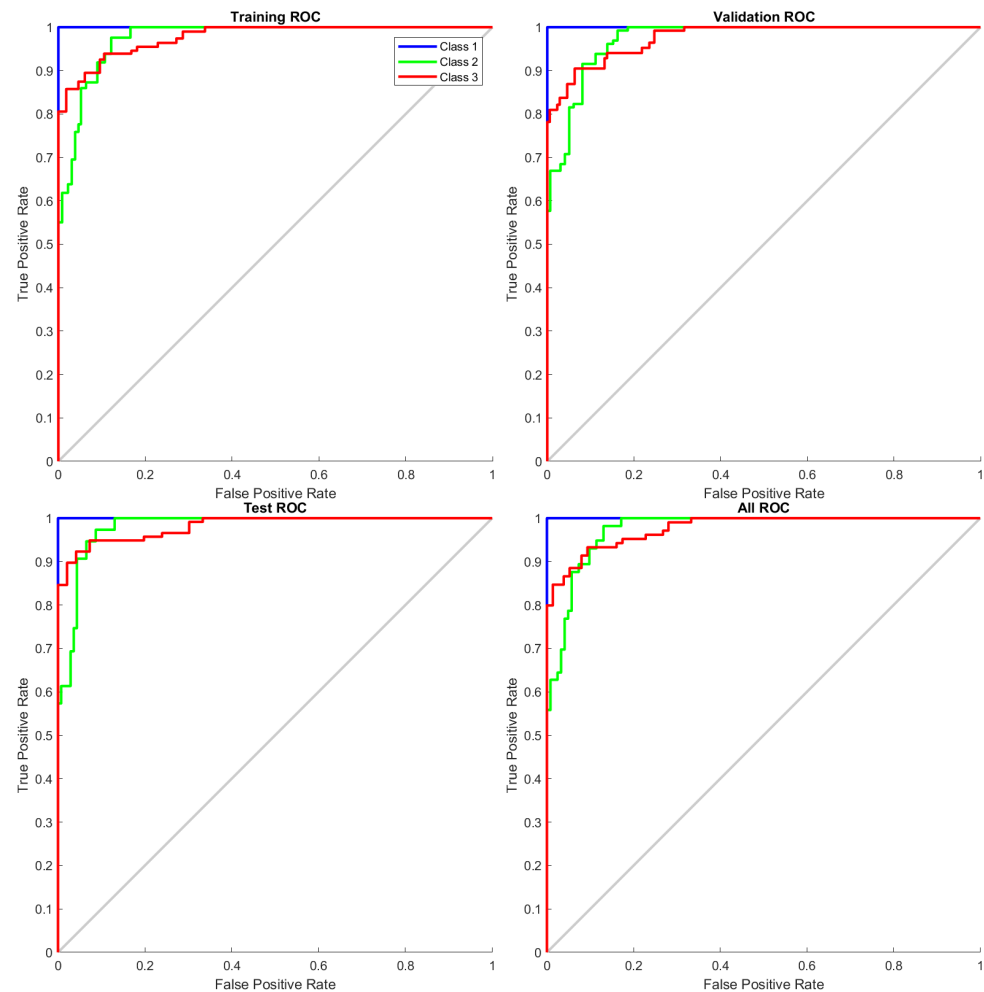 Training ROC
Class 1
Class 2
Class 3
1
0.9
0.8
0.7
0.6
0.5
0.4
0.3
0.2
0.1
0
True Positive Rate
0 0.2 0.4 0.6 0.8 1
False Positive Rate
Validation ROC
1
0.9
0.8
0.7
0.6
0.5
0.4
0.3
0.2
0.1
0
True Positive Rate
0 0.2 0.4 0.6 0.8 1
False Positive Rate
Test ROC
1
0.9
0.8
0.7
0.6
0.5
0.4
0.3
0.2
0.1
0
True Positive Rate
0 0.2 0.4 0.6 0.8 1
False Positive Rate
All ROC
1
0.9
0.8
0.7
0.6
0.5
0.4
0.3
0.2
0.1
0
True Positive Rate
0 0.2 0.4 0.6 0.8 1
False Positive Rate